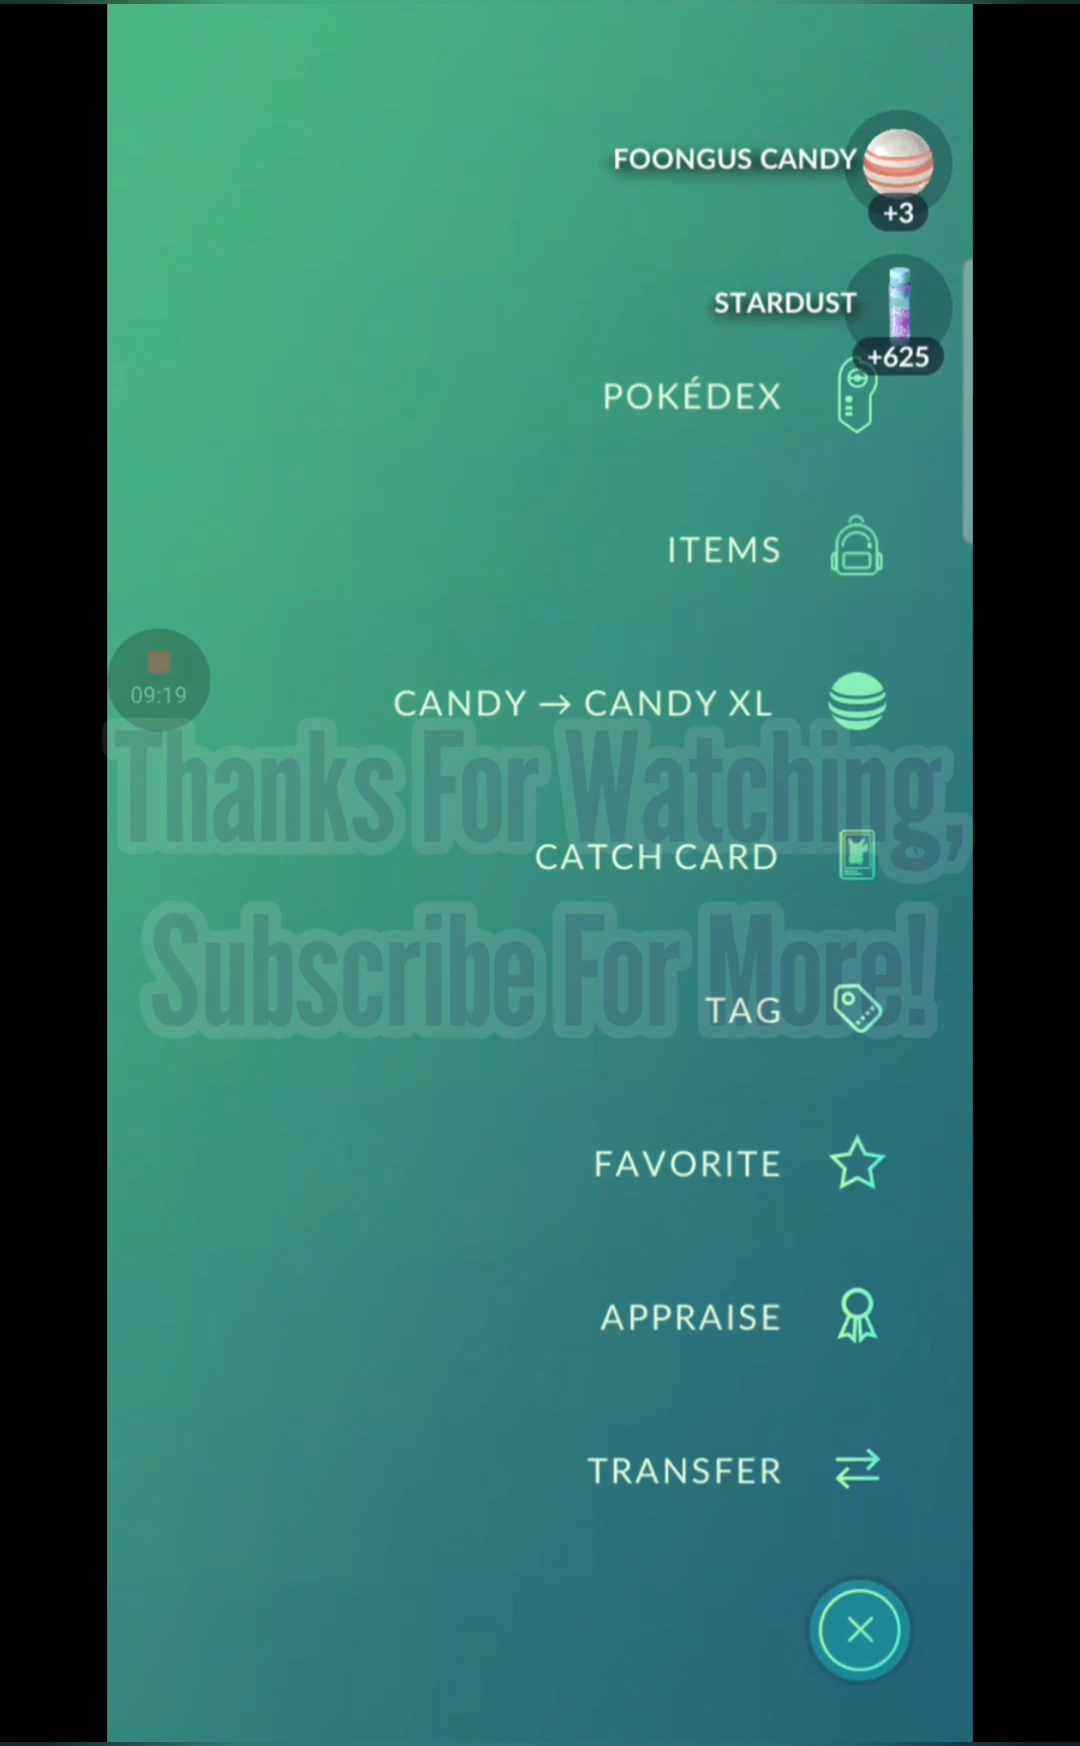 FOONGUS CANDY
+3
STARDUST
+625
POKÉDEX
ITEMS
09:19
CANDY → CANDY XL
Thanks For Watching,
CATCH CARD
Subscribe For More!
TAG
FAVORITE
APPRAISE
TRANSFER